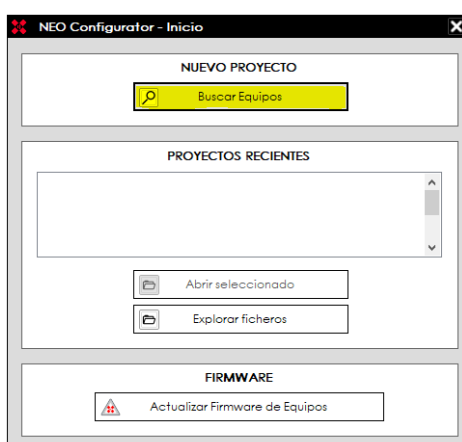 NEO Configurator - Inicio
NUEVO PROYECTO
Buscar Equipos
PROYECTOS RECIENTES
Abrir seleccionado
Explorar ficheros
FIRMWARE
Actualizar Firmware de Equipos